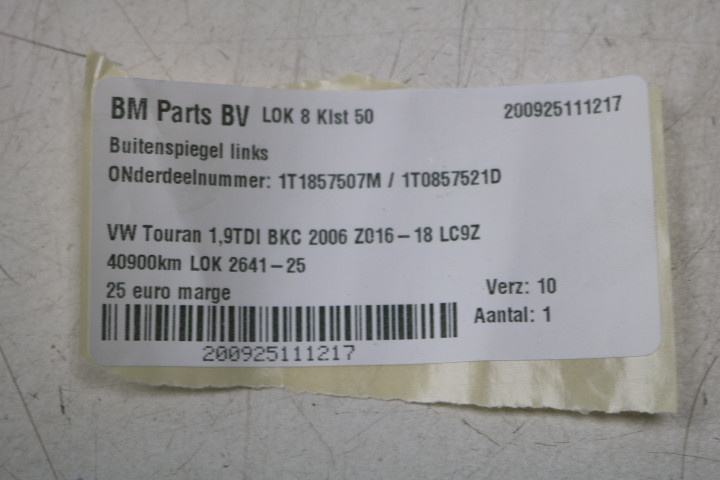 BM Parts BV LOK 8 Klst 50 200925111217
Buitenspiegel links
ONderdeelnummer: 1T1857507M / 1T0857521D
VW Touran 1,9TDI BKC 2006 Z016-18 LC9Z
40900km LOK 2641-25
25 euro marge Verz: 10
Aantal: 1
200925111217